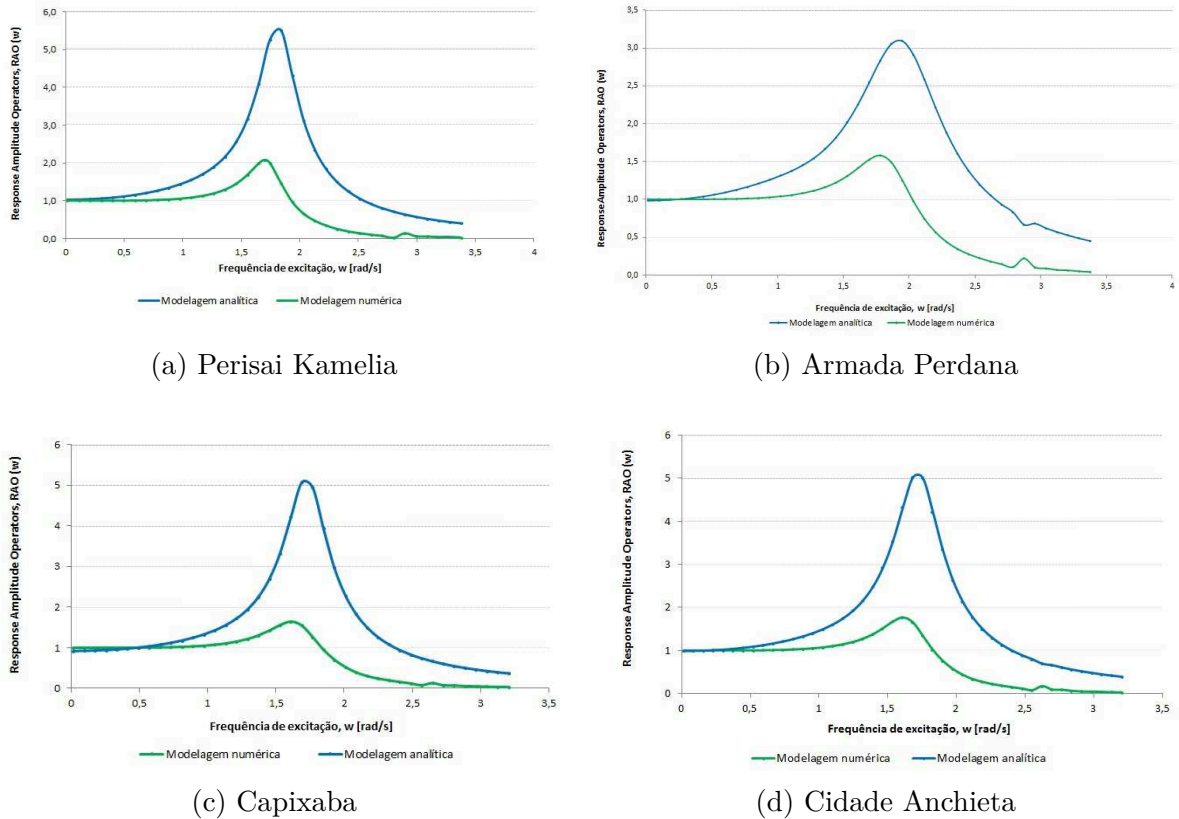 Response Amplitude Operators, RAO (w)
6,0
5,0
4,0
3,0
2,0
1,0
0,0
0 0,5 1 1,5 2 2,5 3 3,5 4
Frequência de excitação, w [rad/s]
Modelagem analítica Modelagem numérica
(a) Perisai Kamelia
Response Amplitude Operators, RAO (w)
3,5
3,0
2,5
2,0
1,5
1,0
0,5
0,0
0 0,5 1 1,5 2 2,5 3 3,5 4
Frequência de excitação, w [rad/s]
Modelagem analítica Modelagem numérica
(b) Armada Perdana
Response Amplitude Operators, RAO (w)
6
5
4
3
2
1
0
0 0,5 1 1,5 2 2,5 3 3,5
Frequência de excitação, w [rad/s]
Modelagem numérica Modelagem analítica
(c) Capixaba
Response Amplitude Operators, RAO (w)
6
5
4
3
2
1
0
0 0,5 1 1,5 2 2,5 3 3,5
Frequência de excitação, w [rad/s]
Modelagem numérica Modelagem analítica
(d) Cidade Anchieta